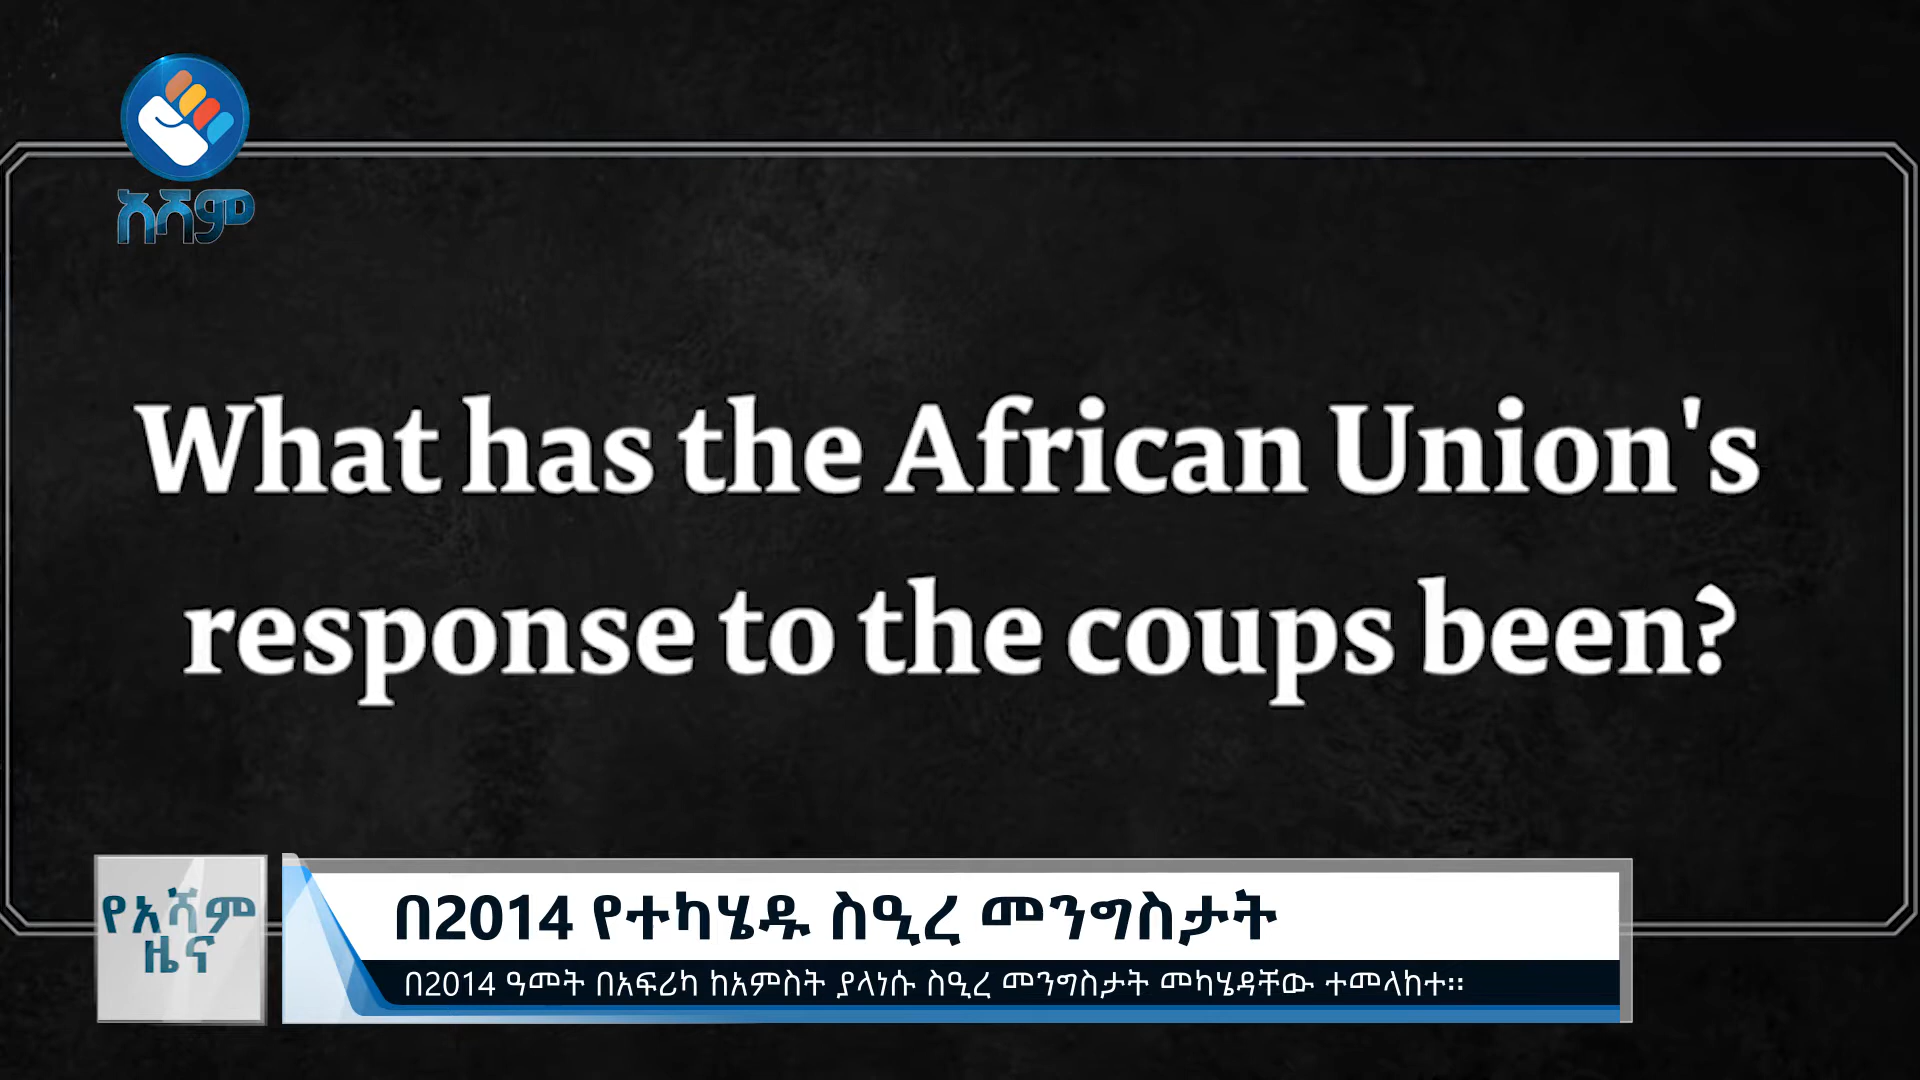 አሻም
What has the African Union's
response to the coups been?
የአሻም
ዜና
በ2014 የተካሄዱ ስዒረ መንግስታት
በ2014 ዓመት በአፍሪካ ከአምስት ያላነሱ ስዒረ መንግስታት መካሄዳቸው ተመላከተ።